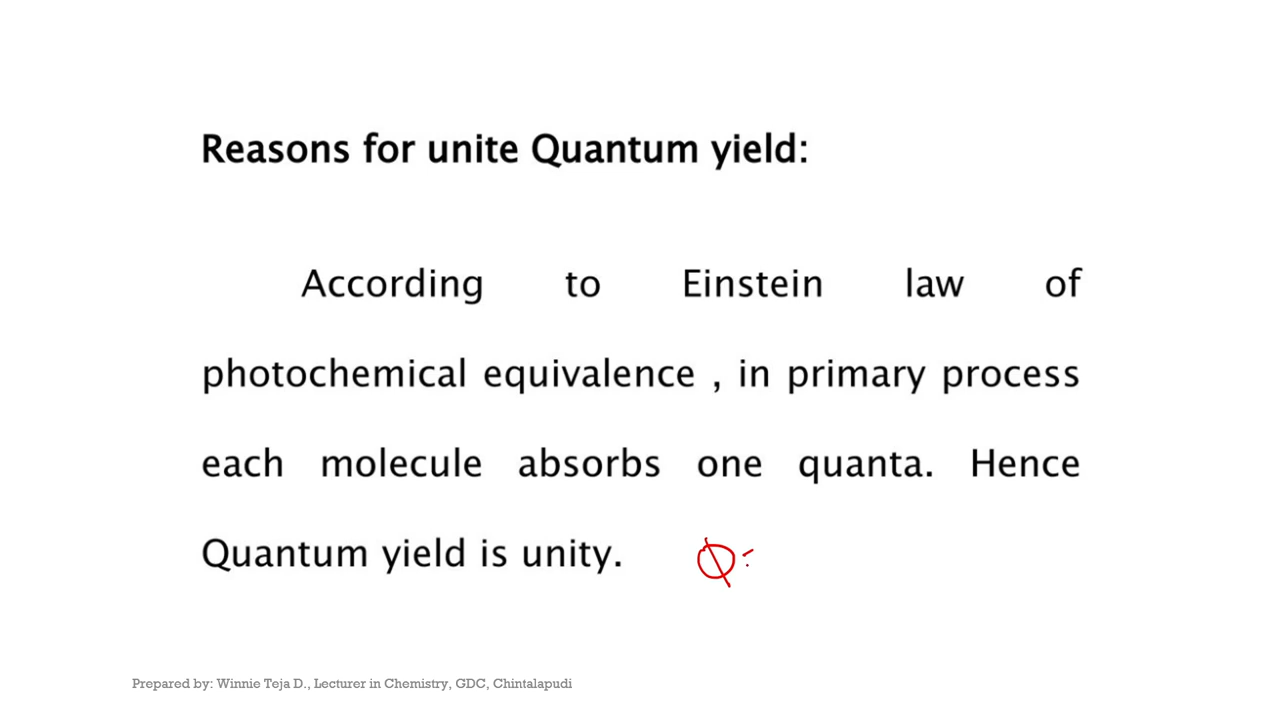 Reasons for unite Quantum yield:
According to Einstein law of
photochemical equivalence , in primary process
each molecule absorbs one quanta. Hence
Quantum yield is unity. Ø=
Prepared by: Winnie Teja D., Lecturer in Chemistry, GDC, Chintalapudi